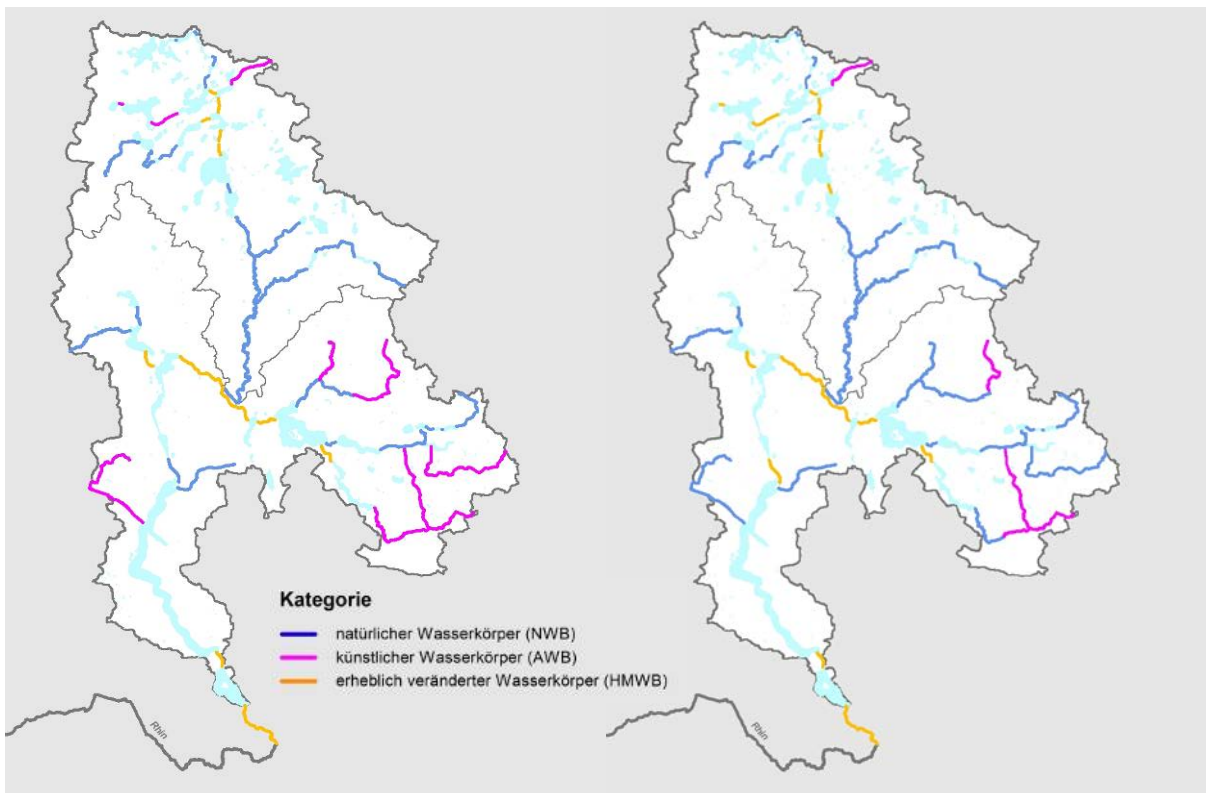 Kategorie
natürlicher Wasserkörper (NWB)
künstlicher Wasserkörper (AWB)
erheblich veränderter Wasserkörper (HMWB)
Rhin
Rhin